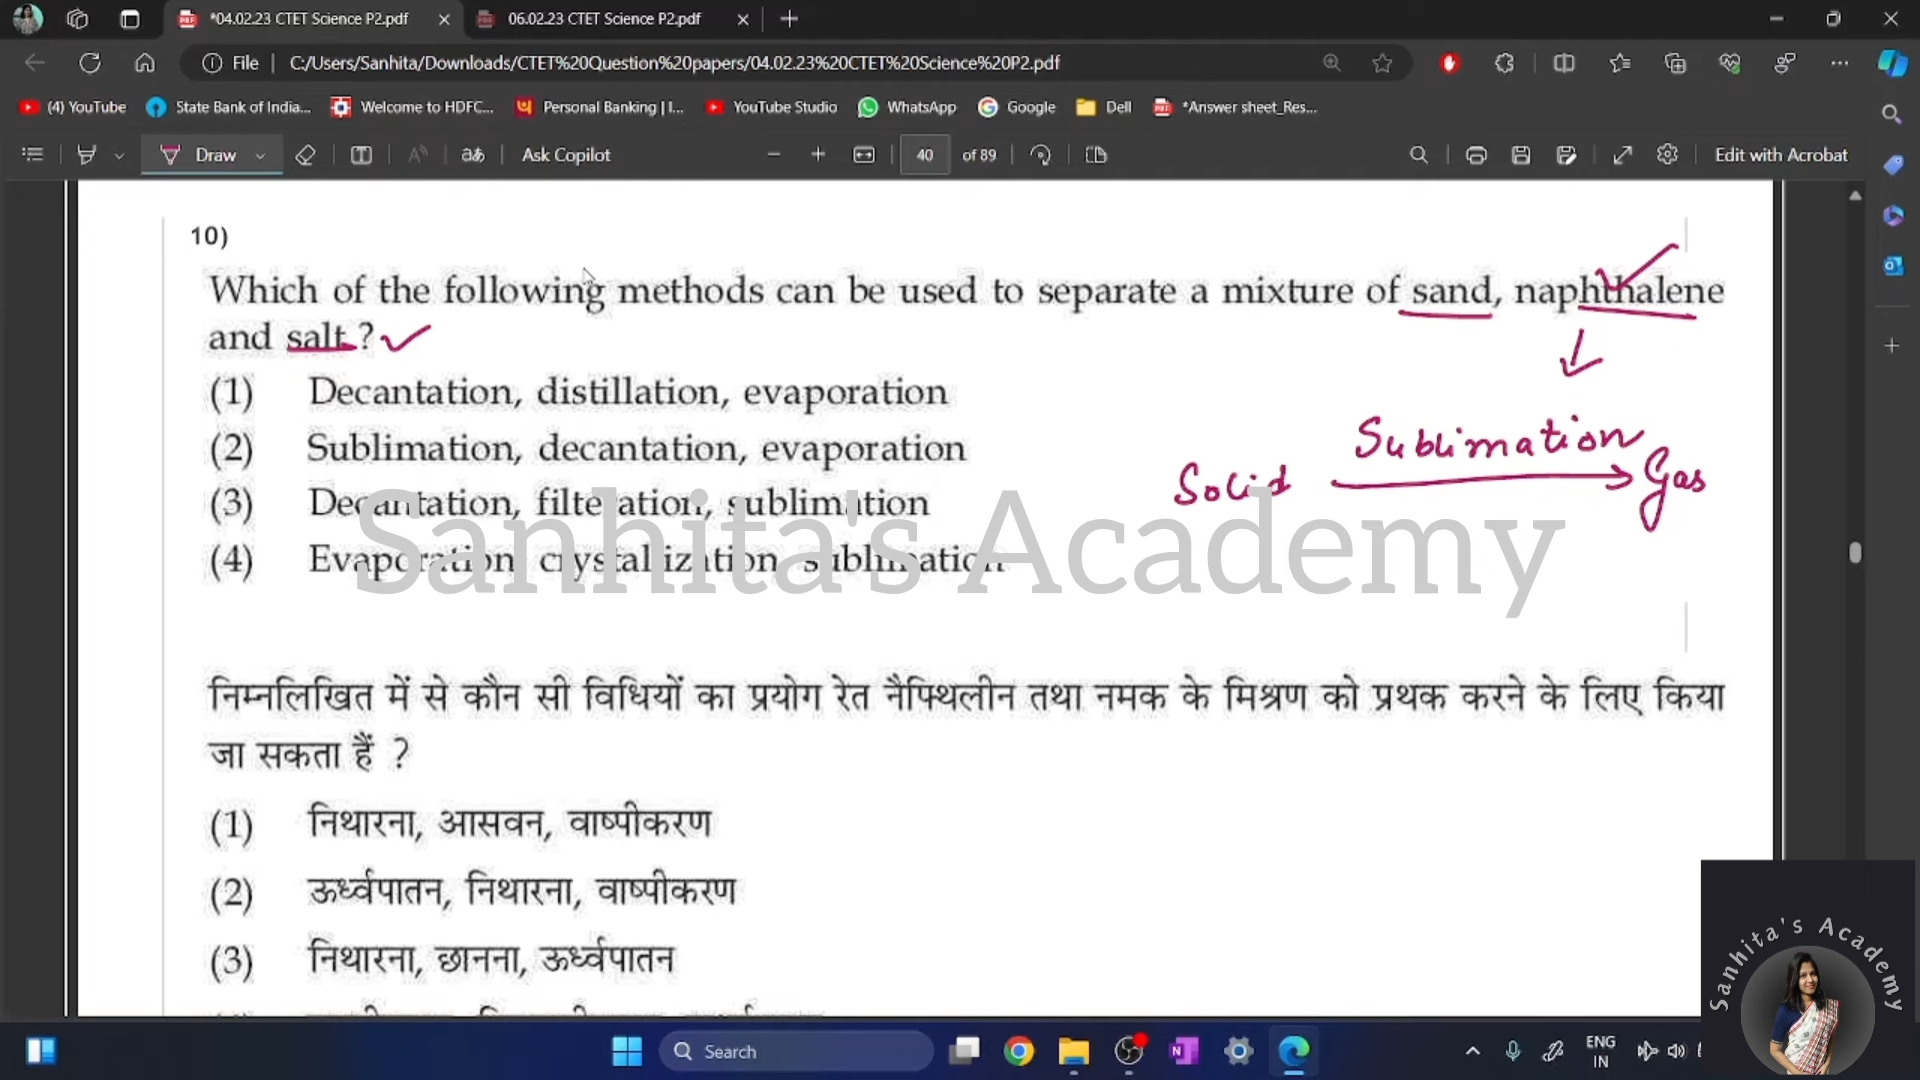 *04.02.23 CTET Science P2.pdf
06.02.23 CTET Science P2.pdf
File
C:/Users/Sanhita/Downloads/CTET%20Question%20papers/04.02.23%20CTET%20Science%20P2.pdf
(4) YouTube
State Bank of India...
Welcome to HDFC...
Personal Banking | I...
YouTube Studio
WhatsApp
Google
Dell
*Answer sheet_Res...
Draw
Ask Copilot
40 of 89
Edit with Acrobat
10)
Which of the following methods can be used to separate a mixture of sand, naphthalene
and salt ?
(1) Decantation, distillation, evaporation
(2) Sublimation, decantation, evaporation
(3) Decantation, filteration, sublimation
(4) Evaporation, crystallization, sublimation
Solid Sublimation Gas
Sanhita's Academy
निम्नलिखित में से कौन सी विधियों का प्रयोग रेत नैफ्थिलीन तथा नमक के मिश्रण को प्रथक करने के लिए किया
जा सकता हैं ?
(1) निथारना, आसवन, वाष्पीकरण
(2) ऊर्ध्वपातन, निथारना, वाष्पीकरण
(3) निथारना, छानना, ऊर्ध्वपातन
Sanhita's Academy
Search
ENG
IN